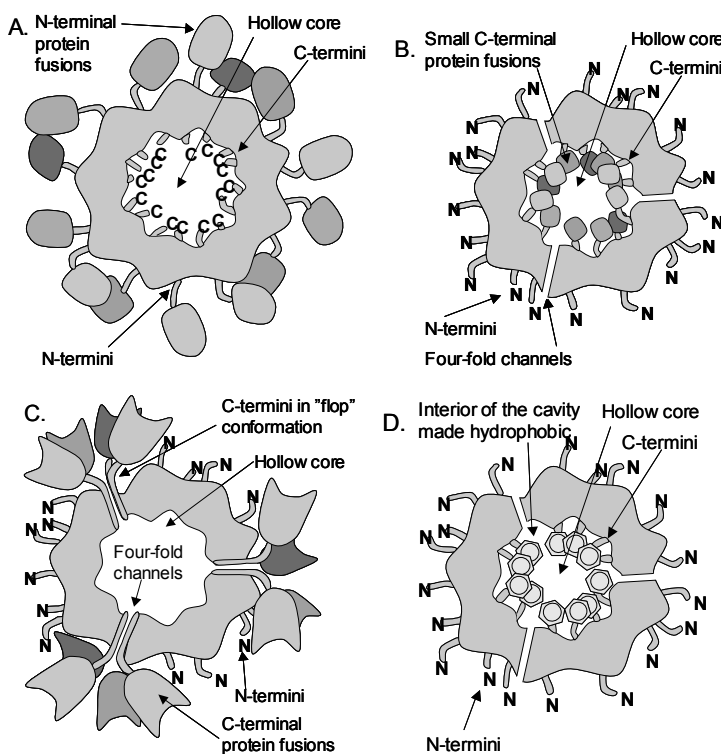 A.
N-terminal
protein fusions
Hollow core
C-termini
C C C C C C C C C C C C C C C C C C
N-termini
B.
Small C-terminal
protein fusions
Hollow core
C-termini
N N N N N N N N N N N N N N N N N N N N
N-termini
Four-fold channels
C.
C-termini in "flop"
conformation
Hollow core
Four-fold
channels
N N N N N N N N N N N
N-termini
C-terminal
protein fusions
D.
Interior of the cavity
made hydrophobic
Hollow core
C-termini
N N N N N N N N N N N N N N N N N N N N
N-termini